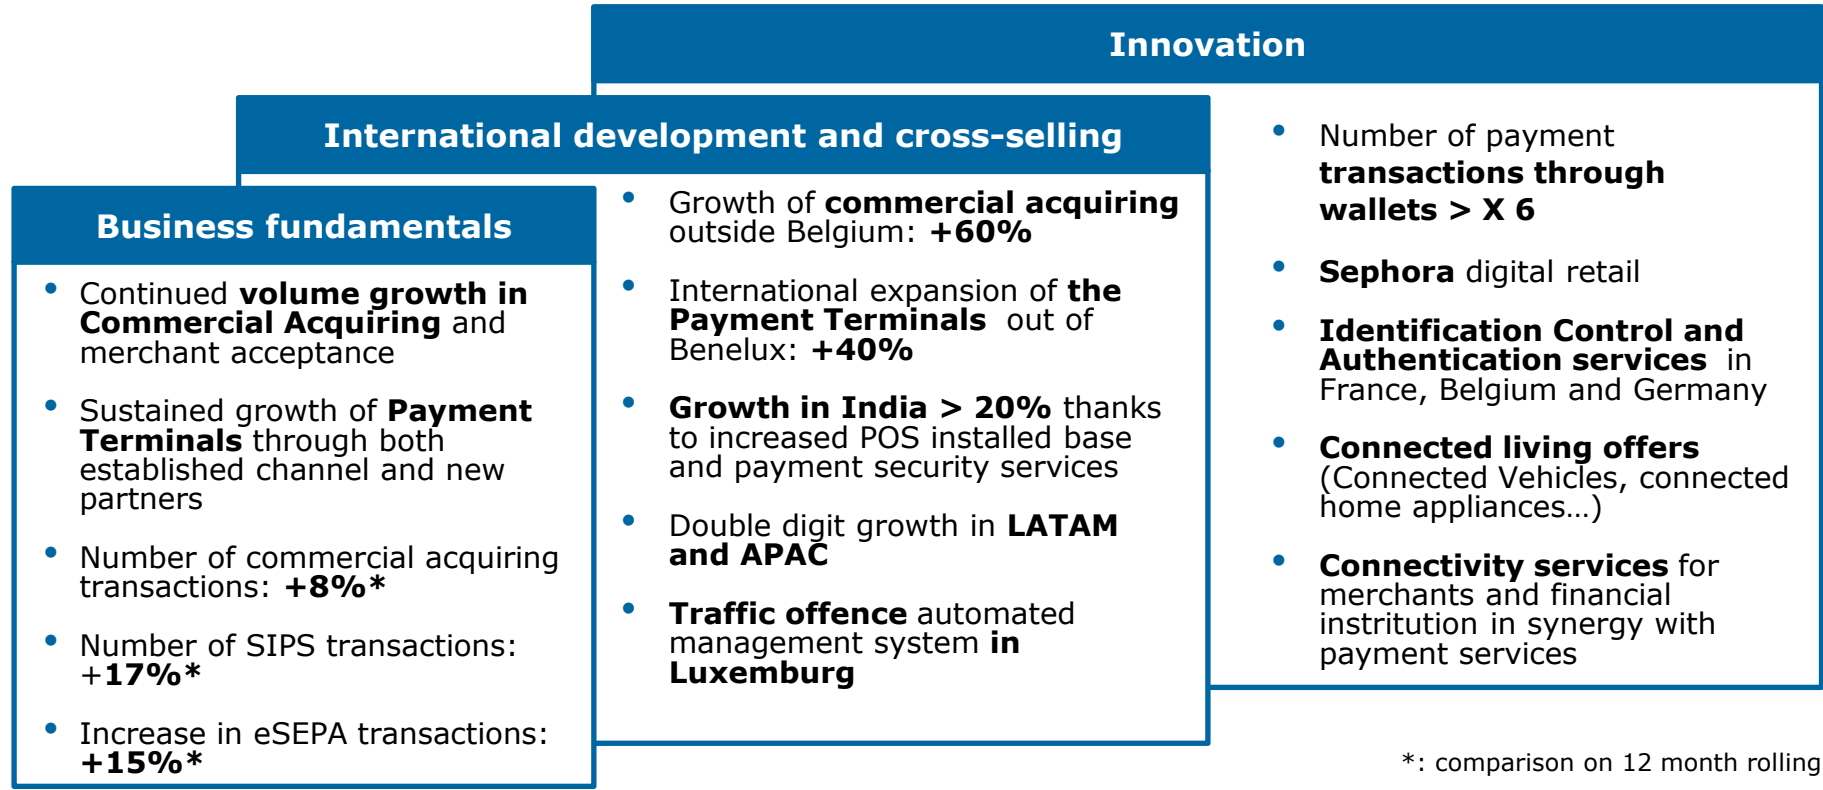 Innovation
International development and cross-selling
Business fundamentals
• Continued volume growth in
Commercial Acquiring and
merchant acceptance
• Sustained growth of Payment
Terminals through both
established channel and new
partners
• Number of commercial acquiring
transactions: +8%*
• Number of SIPS transactions:
+17%*
• Increase in eSEPA transactions:
+15%*
• Growth of commercial acquiring
outside Belgium: +60%
• International expansion of the
Payment Terminals out of
Benelux: +40%
• Growth in India > 20% thanks
to increased POS installed base
and payment security services
• Double digit growth in LATAM
and APAC
• Traffic offence automated
management system in
Luxemburg
• Number of payment
transactions through
wallets > X 6
• Sephora digital retail
• Identification Control and
Authentication services in
France, Belgium and Germany
• Connected living offers
(Connected Vehicles, connected
home appliances…)
• Connectivity services for
merchants and financial
instritution in synergy with
payment services
*: comparison on 12 month rolling